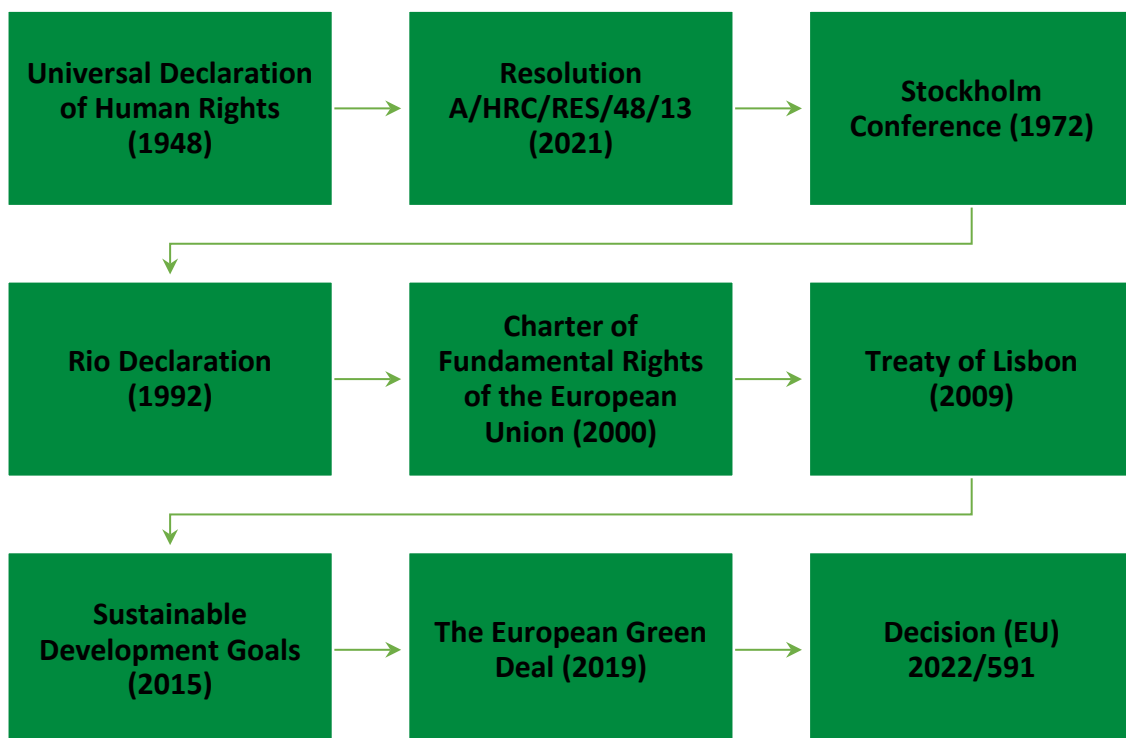 Universal Declaration
of Human Rights
(1948)
Resolution
A/HRC/RES/48/13
(2021)
Stockholm
Conference (1972)
Rio Declaration
(1992)
Charter of
Fundamental Rights
of the European
Union (2000)
Treaty of Lisbon
(2009)
Sustainable
Development Goals
(2015)
The European Green
Deal (2019)
Decision (EU)
2022/591